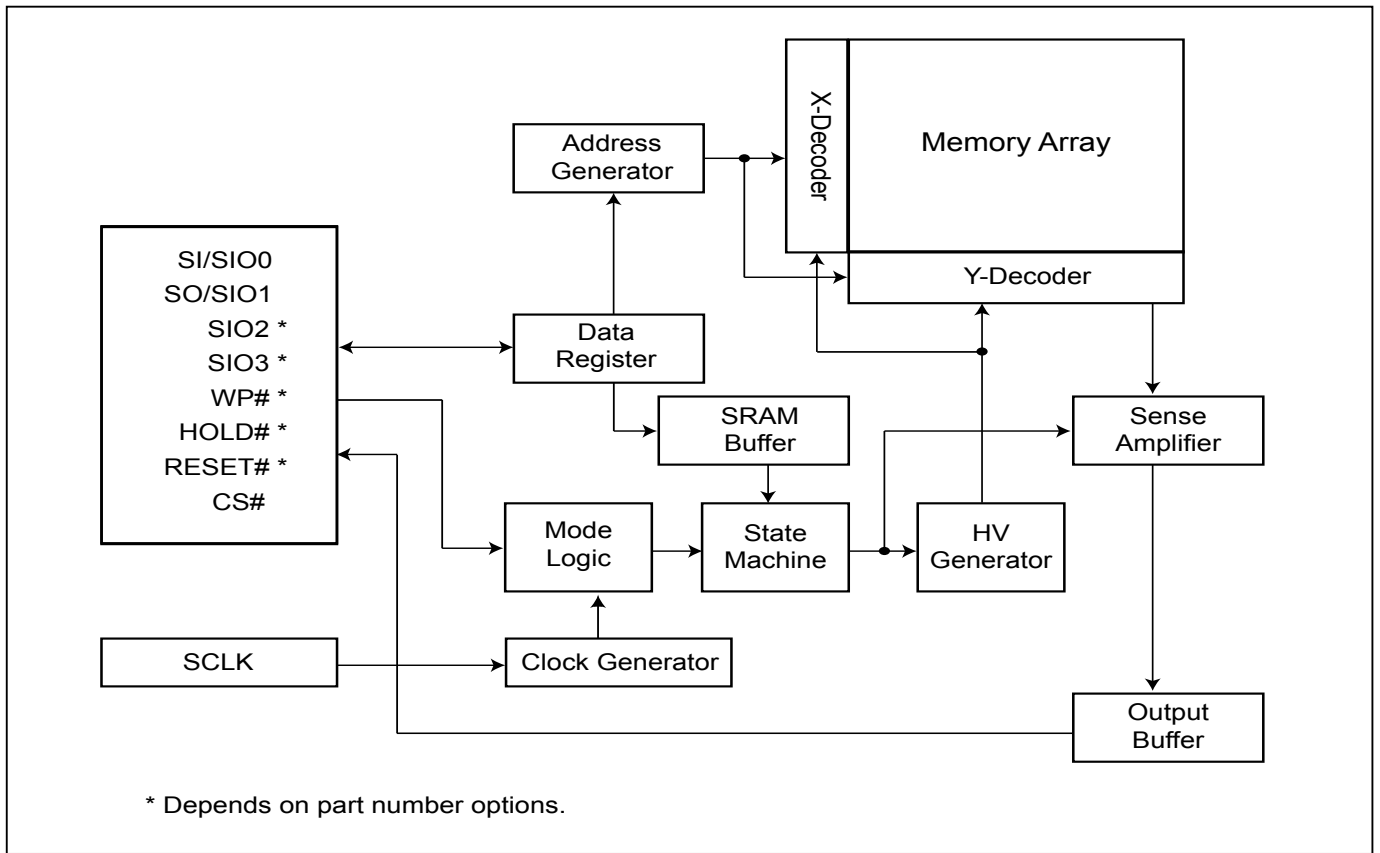 X-Decoder
Memory Array
Address
Generator
SI/SIO0
SO/SIO1
SIO2 *
SIO3 *
WP# *
HOLD# *
RESET# *
CS#
Y-Decoder
Data
Register
SRAM
Buffer
Sense
Amplifier
Mode
Logic
State
Machine
HV
Generator
SCLK
Clock Generator
Output
Buffer
* Depends on part number options.